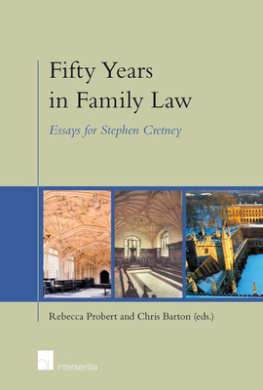 Fifty Years
in Family Law
Essays for Stephen Cretney
Rebecca Probert and Chris Barton (eds.)
intersentia